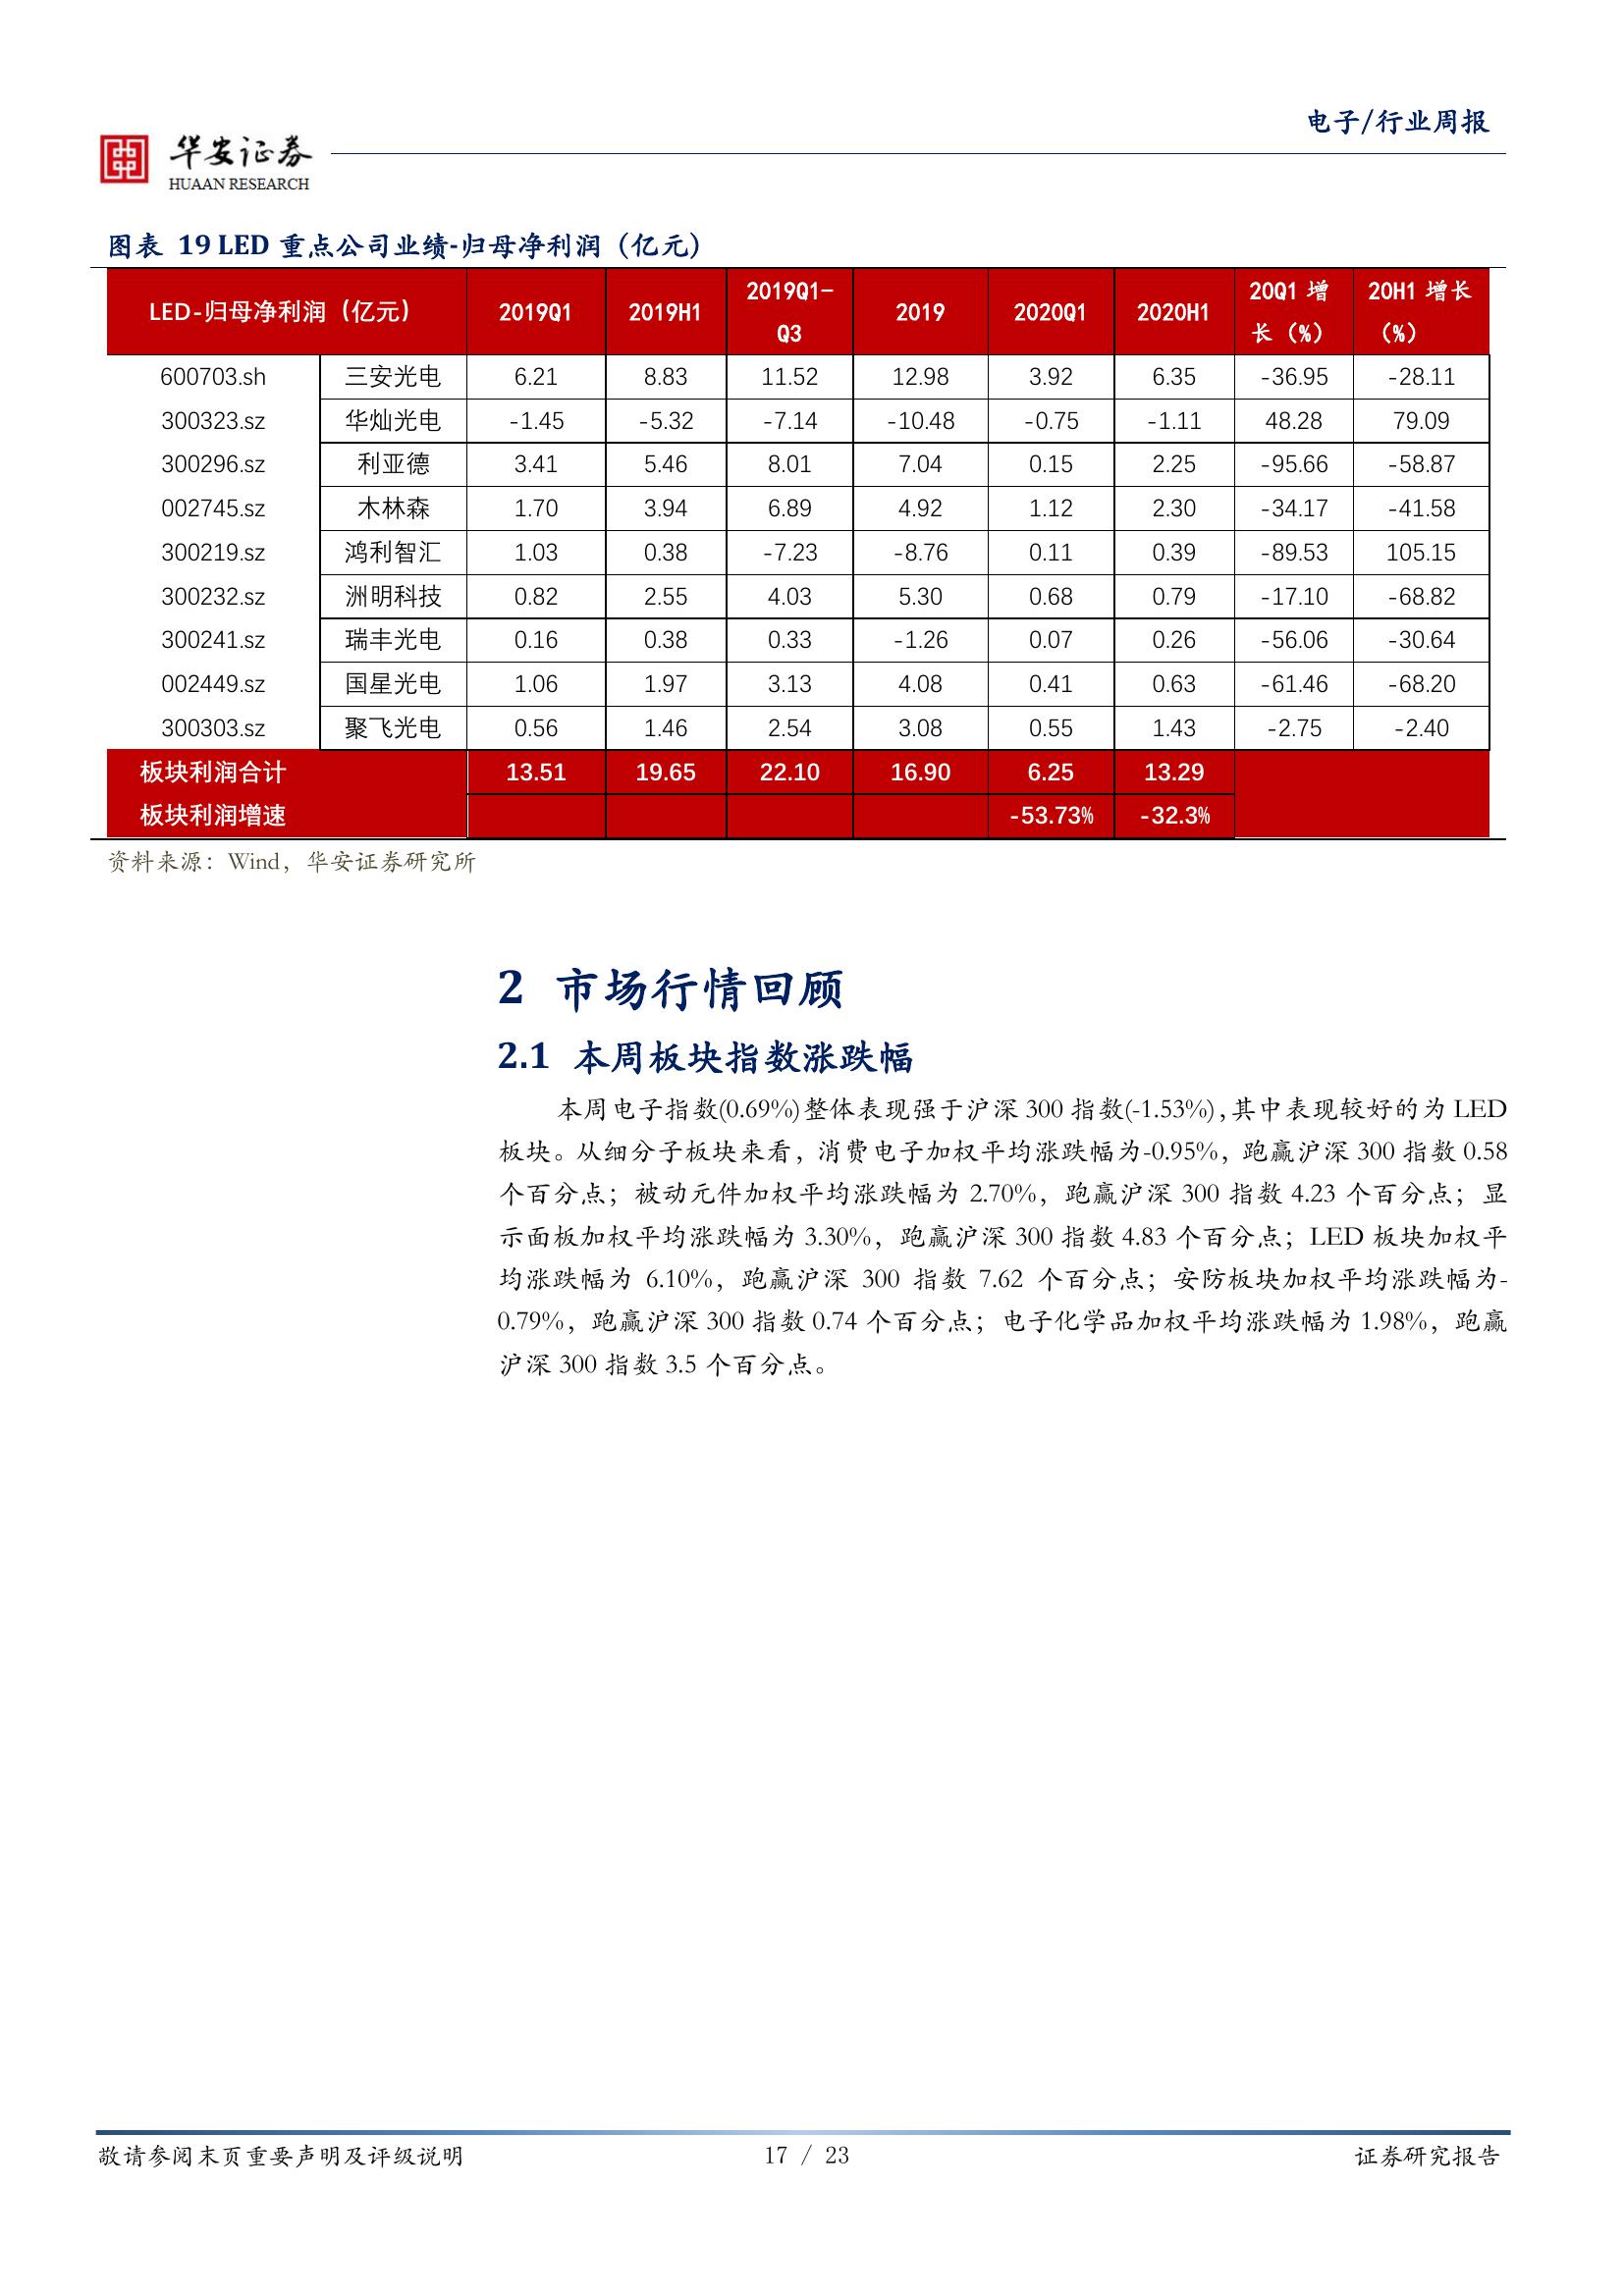 电子/行业周报
华安证券
HUAAN RESEARCH
图表 19 LED 重点公司业绩-归母净利润（亿元）
LED-归母净利润（亿元） 2019Q1 2019H1 2019Q1-Q3 2019 2020Q1 2020H1 20Q1 增长（%） 20H1 增长（%）
600703.sh 三安光电 6.21 8.83 11.52 12.98 3.92 6.35 -36.95 -28.11
300323.sz 华灿光电 -1.45 -5.32 -7.14 -10.48 -0.75 -1.11 48.28 79.09
300296.sz 利亚德 3.41 5.46 8.01 7.04 0.15 2.25 -95.66 -58.87
002745.sz 木林森 1.70 3.94 6.89 4.92 1.12 2.30 -34.17 -41.58
300219.sz 鸿利智汇 1.03 0.38 -7.23 -8.76 0.11 0.39 -89.53 105.15
300232.sz 洲明科技 0.82 2.55 4.03 5.30 0.68 0.79 -17.10 -68.82
300241.sz 瑞丰光电 0.16 0.38 0.33 -1.26 0.07 0.26 -56.06 -30.64
002449.sz 国星光电 1.06 1.97 3.13 4.08 0.41 0.63 -61.46 -68.20
300303.sz 聚飞光电 0.56 1.46 2.54 3.08 0.55 1.43 -2.75 -2.40
板块利润合计 13.51 19.65 22.10 16.90 6.25 13.29
板块利润增速 -53.73% -32.3%
资料来源：Wind，华安证券研究所
2 市场行情回顾
2.1 本周板块指数涨跌幅
本周电子指数(0.69%)整体表现强于沪深 300 指数(-1.53%),其中表现较好的为 LED
板块。从细分子板块来看，消费电子加权平均涨跌幅为-0.95%，跑赢沪深 300 指数 0.58
个百分点；被动元件加权平均涨跌幅为 2.70%，跑赢沪深 300 指数 4.23 个百分点；显
示面板加权平均涨跌幅为 3.30%，跑赢沪深 300 指数 4.83 个百分点；LED 板块加权平
均涨跌幅为 6.10%，跑赢沪深 300 指数 7.62 个百分点；安防板块加权平均涨跌幅为-
0.79%，跑赢沪深 300 指数 0.74 个百分点；电子化学品加权平均涨跌幅为 1.98%，跑赢
沪深 300 指数 3.5 个百分点。
敬请参阅末页重要声明及评级说明 17 / 23 证券研究报告